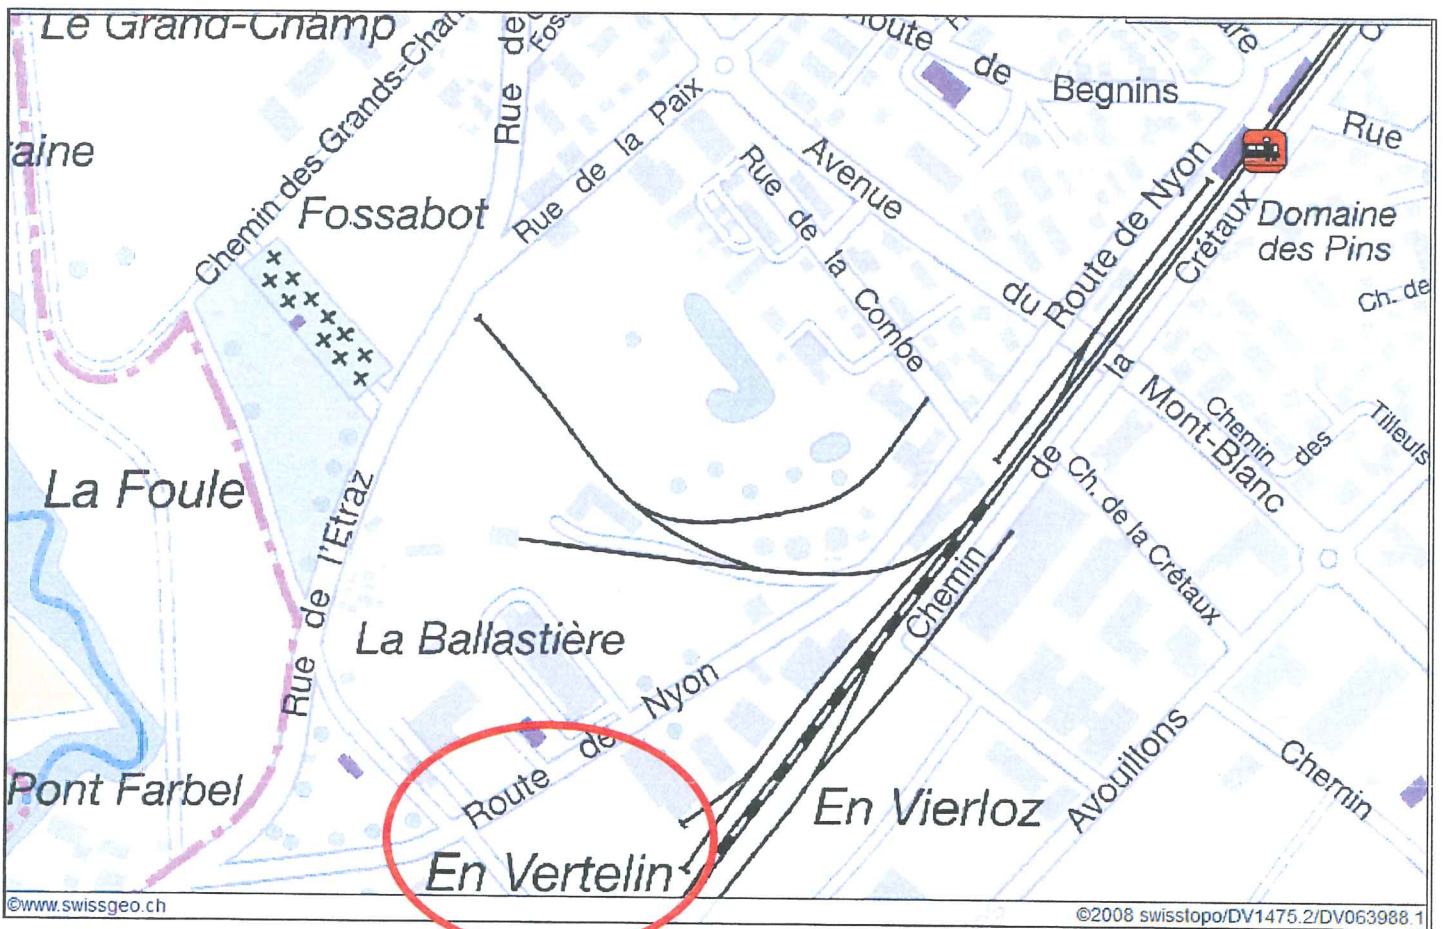 Le Grand-Champ
Chemin des Grands-Chan
Rue de
Foss
Route de Begnins
are
Rue
aine
Rue de la Paix
Avenue du Mont-Blanc
Rue de la Combe
Route de Nyon
Fossabot
Domaine
des Pins
Ch. de
Chemin de la Crétaux
Chemin des Tilleuls
La Foule
Ch. de la Crétaux
Rue de l'Etraz
La Ballastière
Route de Nyon
Avouillons
Chemin
Pont Farbel
En Vierloz
En Vertelin
©www.swissgeo.ch
©2008 swisstopo/DV1475.2/DV063988.1